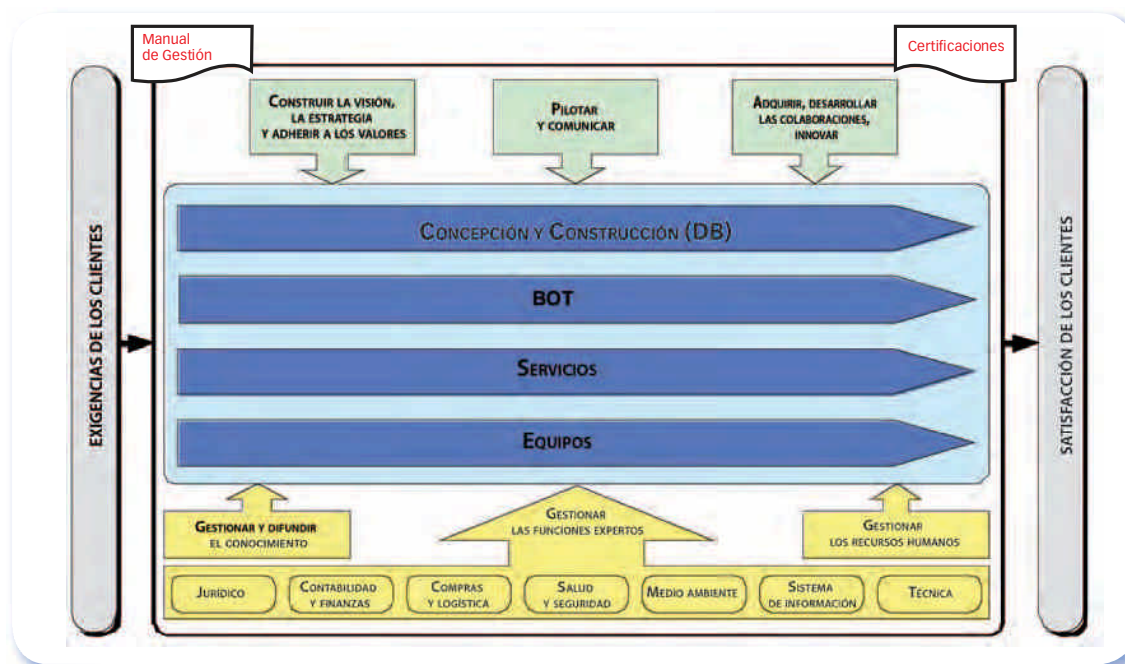 Manual
de Gestión
Certificaciones
EXIGENCIAS DE LOS CLIENTES
CONSTRUIR LA VISIÓN,
LA ESTRATEGIA
Y ADHERIR A LOS VALORES
PILOTAR
Y COMUNICAR
ADQUIRIR, DESARROLLAR
LAS COLABORACIONES,
INNOVAR
CONCEPCIÓN Y CONSTRUCCIÓN (DB)
BOT
SERVICIOS
EQUIPOS
GESTIONAR Y DIFUNDIR
EL CONOCIMIENTO
GESTIONAR
LAS FUNCIONES EXPERTOS
GESTIONAR
LOS RECURSOS HUMANOS
JURÍDICO
CONTABILIDAD
Y FINANZAS
COMPRAS
Y LOGÍSTICA
SALUD
Y SEGURIDAD
MEDIO AMBIENTE
SISTEMA
DE INFORMACIÓN
TÉCNICA
SATISFACCIÓN DE LOS CLIENTES